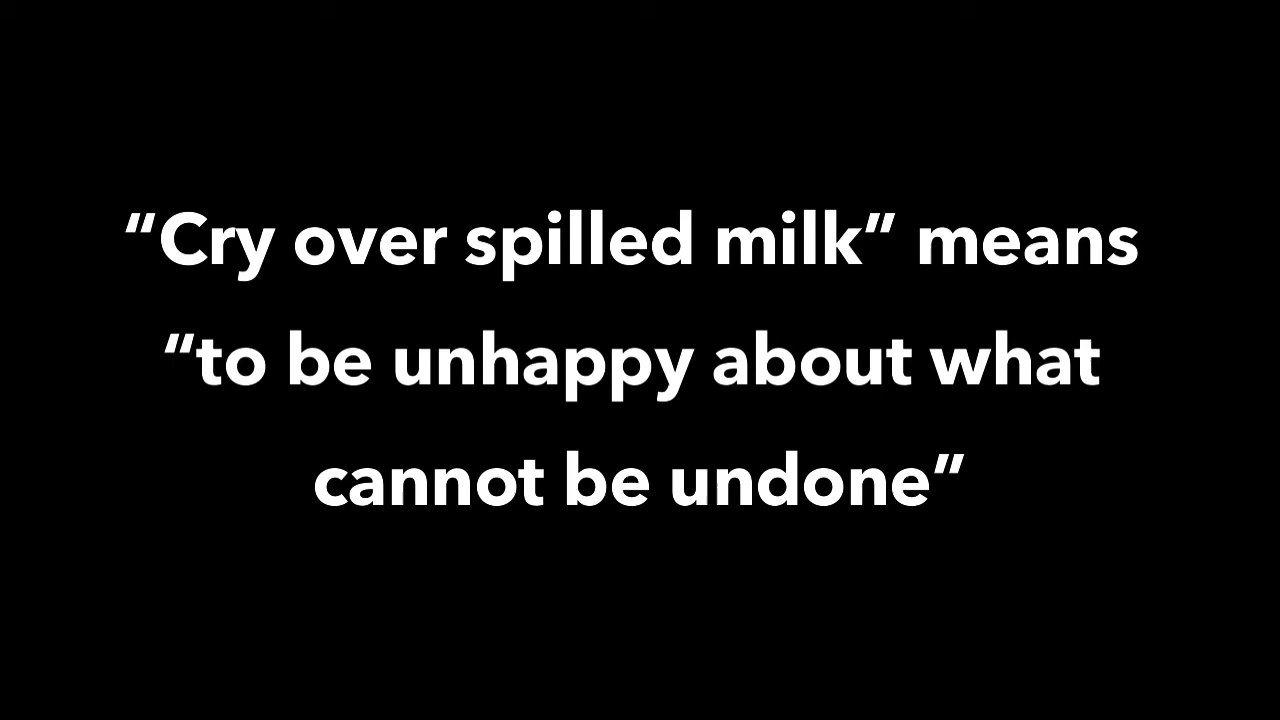 “Cry over spilled milk” means
“to be unhappy about what
cannot be undone”